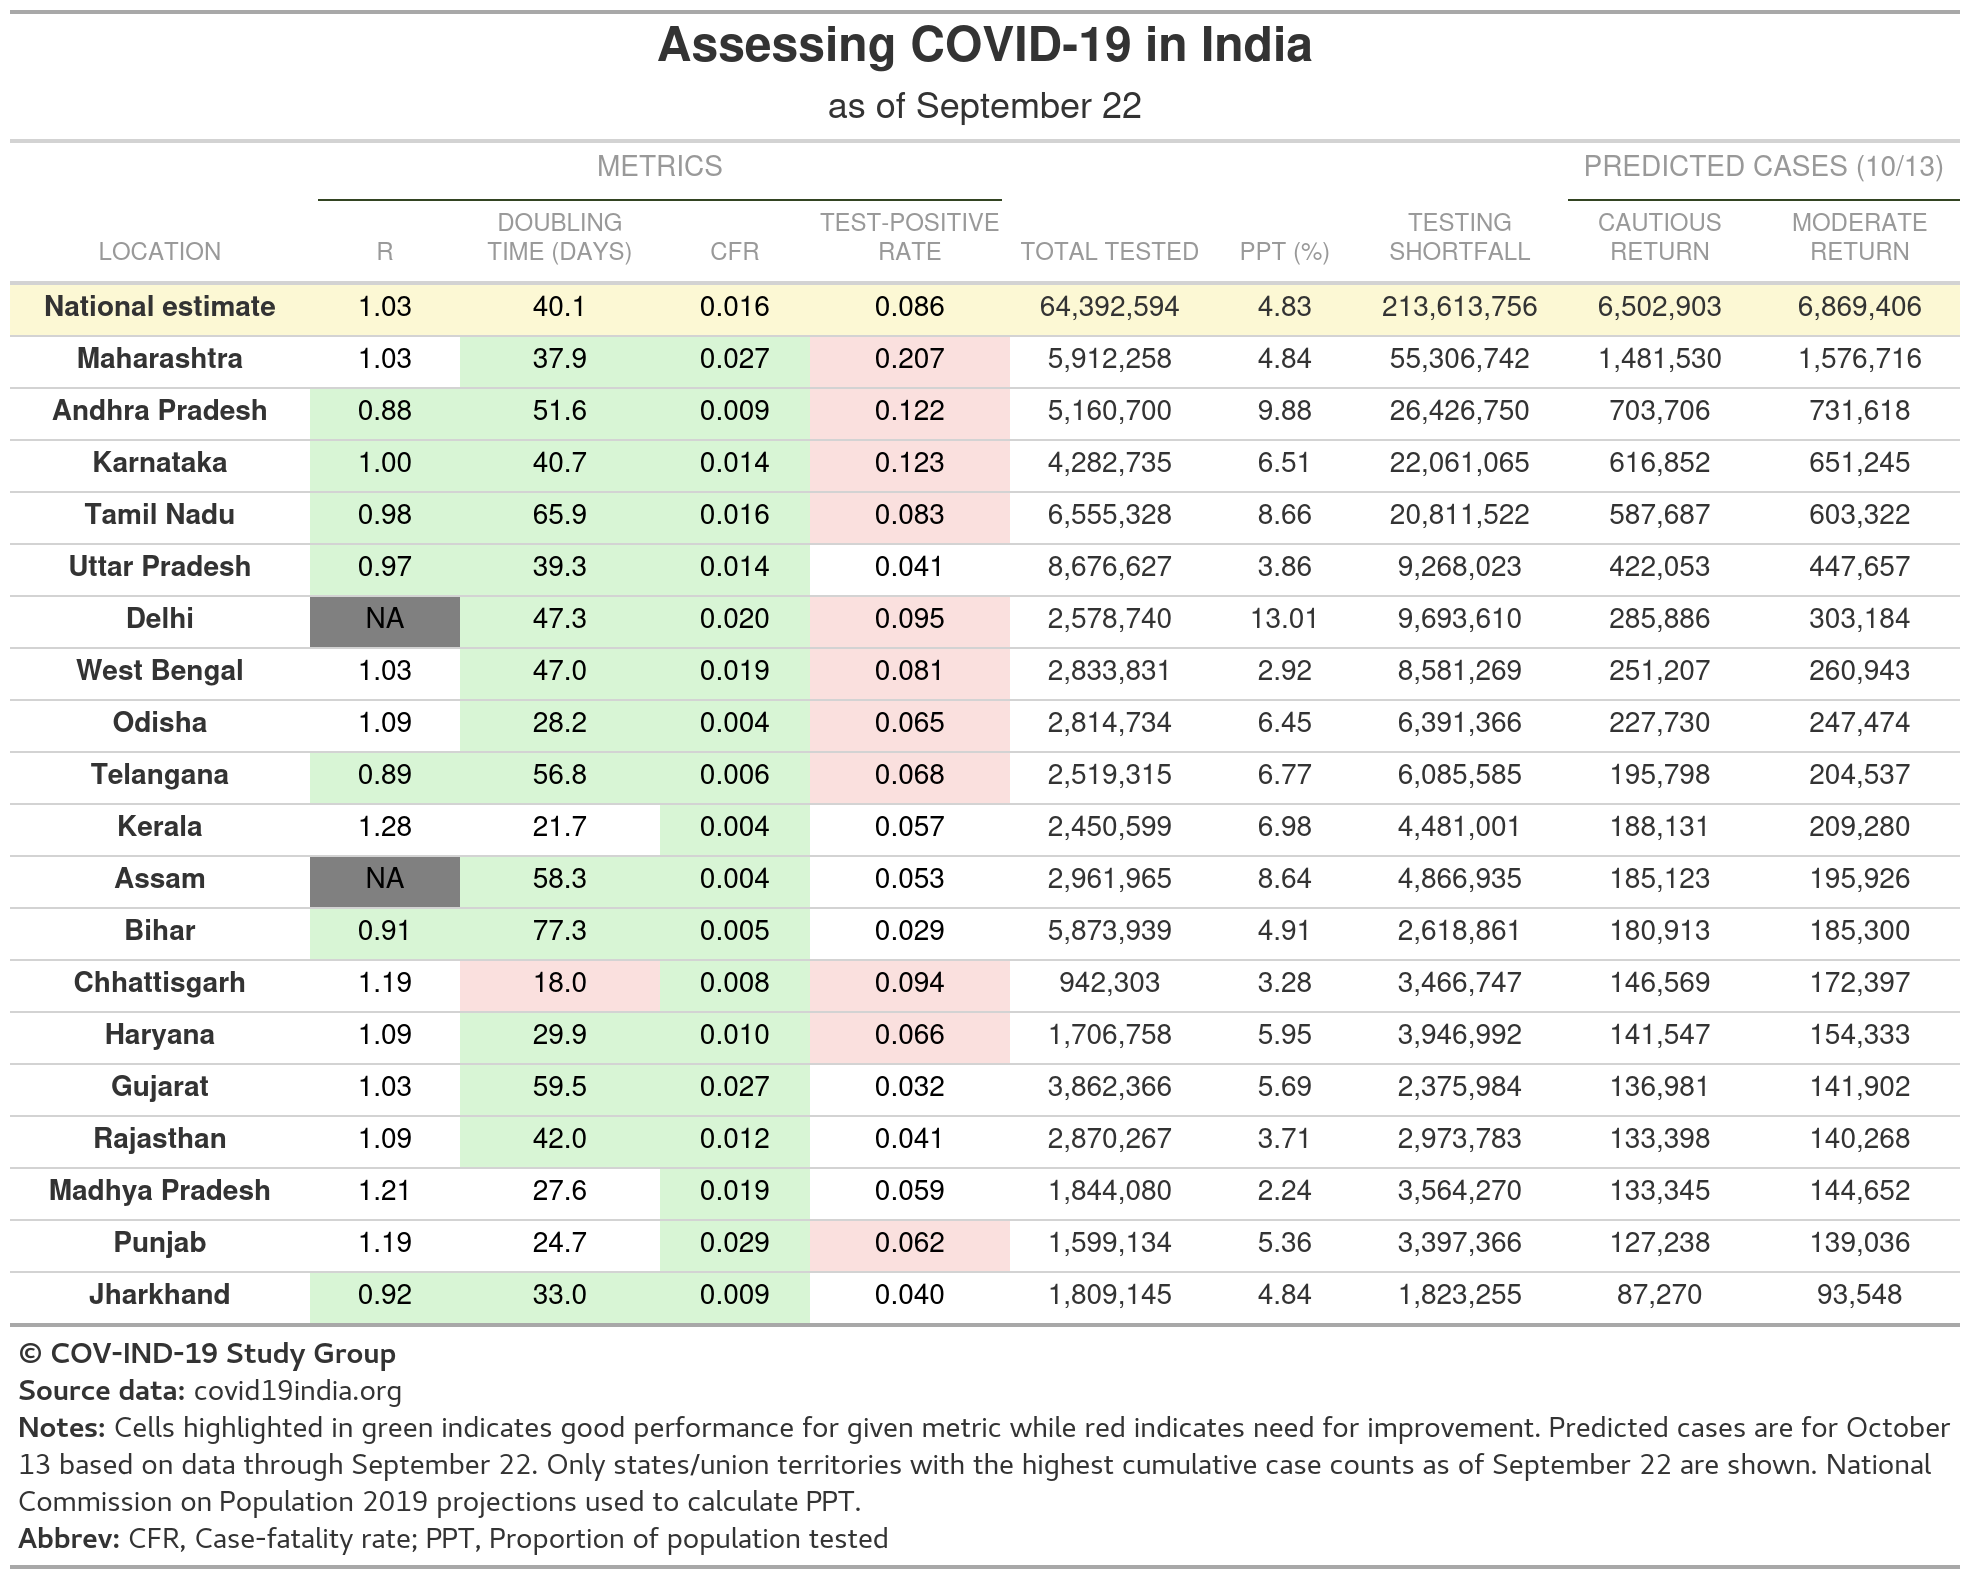 Assessing COVID-19 in India
as of September 22
METRICS PREDICTED CASES (10/13)
LOCATION R DOUBLING TIME (DAYS) CFR TEST-POSITIVE RATE TOTAL TESTED PPT (%) TESTING SHORTFALL CAUTIOUS RETURN MODERATE RETURN
National estimate 1.03 40.1 0.016 0.086 64,392,594 4.83 213,613,756 6,502,903 6,869,406
Maharashtra 1.03 37.9 0.027 0.207 5,912,258 4.84 55,306,742 1,481,530 1,576,716
Andhra Pradesh 0.88 51.6 0.009 0.122 5,160,700 9.88 26,426,750 703,706 731,618
Karnataka 1.00 40.7 0.014 0.123 4,282,735 6.51 22,061,065 616,852 651,245
Tamil Nadu 0.98 65.9 0.016 0.083 6,555,328 8.66 20,811,522 587,687 603,322
Uttar Pradesh 0.97 39.3 0.014 0.041 8,676,627 3.86 9,268,023 422,053 447,657
Delhi NA 47.3 0.020 0.095 2,578,740 13.01 9,693,610 285,886 303,184
West Bengal 1.03 47.0 0.019 0.081 2,833,831 2.92 8,581,269 251,207 260,943
Odisha 1.09 28.2 0.004 0.065 2,814,734 6.45 6,391,366 227,730 247,474
Telangana 0.89 56.8 0.006 0.068 2,519,315 6.77 6,085,585 195,798 204,537
Kerala 1.28 21.7 0.004 0.057 2,450,599 6.98 4,481,001 188,131 209,280
Assam NA 58.3 0.004 0.053 2,961,965 8.64 4,866,935 185,123 195,926
Bihar 0.91 77.3 0.005 0.029 5,873,939 4.91 2,618,861 180,913 185,300
Chhattisgarh 1.19 18.0 0.008 0.094 942,303 3.28 3,466,747 146,569 172,397
Haryana 1.09 29.9 0.010 0.066 1,706,758 5.95 3,946,992 141,547 154,333
Gujarat 1.03 59.5 0.027 0.032 3,862,366 5.69 2,375,984 136,981 141,902
Rajasthan 1.09 42.0 0.012 0.041 2,870,267 3.71 2,973,783 133,398 140,268
Madhya Pradesh 1.21 27.6 0.019 0.059 1,844,080 2.24 3,564,270 133,345 144,652
Punjab 1.19 24.7 0.029 0.062 1,599,134 5.36 3,397,366 127,238 139,036
Jharkhand 0.92 33.0 0.009 0.040 1,809,145 4.84 1,823,255 87,270 93,548
© COV-IND-19 Study Group
Source data: covid19india.org
Notes: Cells highlighted in green indicates good performance for given metric while red indicates need for improvement. Predicted cases are for October
13 based on data through September 22. Only states/union territories with the highest cumulative case counts as of September 22 are shown. National
Commission on Population 2019 projections used to calculate PPT.
Abbrev: CFR, Case-fatality rate; PPT, Proportion of population tested